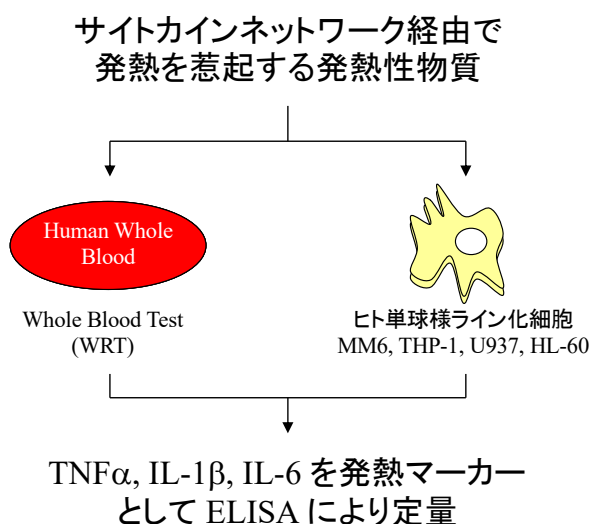 サイトカインネットワーク経由で
発熱を惹起する発熱性物質
Human Whole
Blood
Whole Blood Test
(WRT)
ヒト単球様ライン化細胞
MM6, THP-1, U937, HL-60
TNFα, IL-1β, IL-6 を発熱マーカー
として ELISA により定量